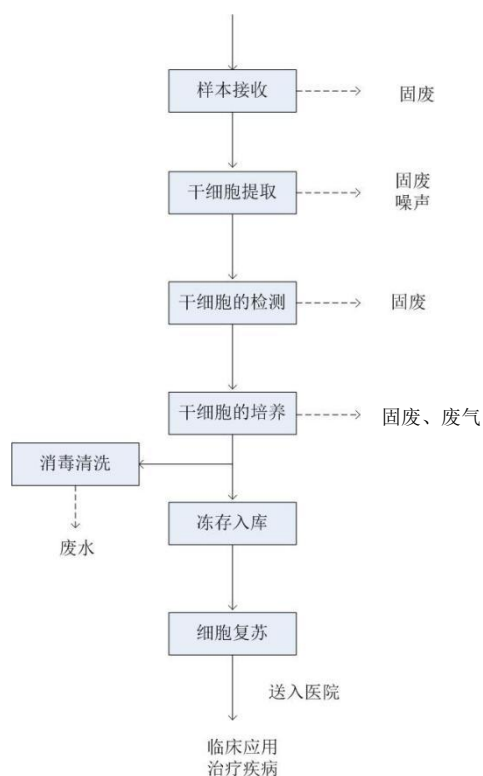 样本接收
固废
干细胞提取
固废
噪声
干细胞的检测
固废
干细胞的培养
固废、废气
消毒清洗
废水
冻存入库
细胞复苏
送入医院
临床应用
治疗疾病